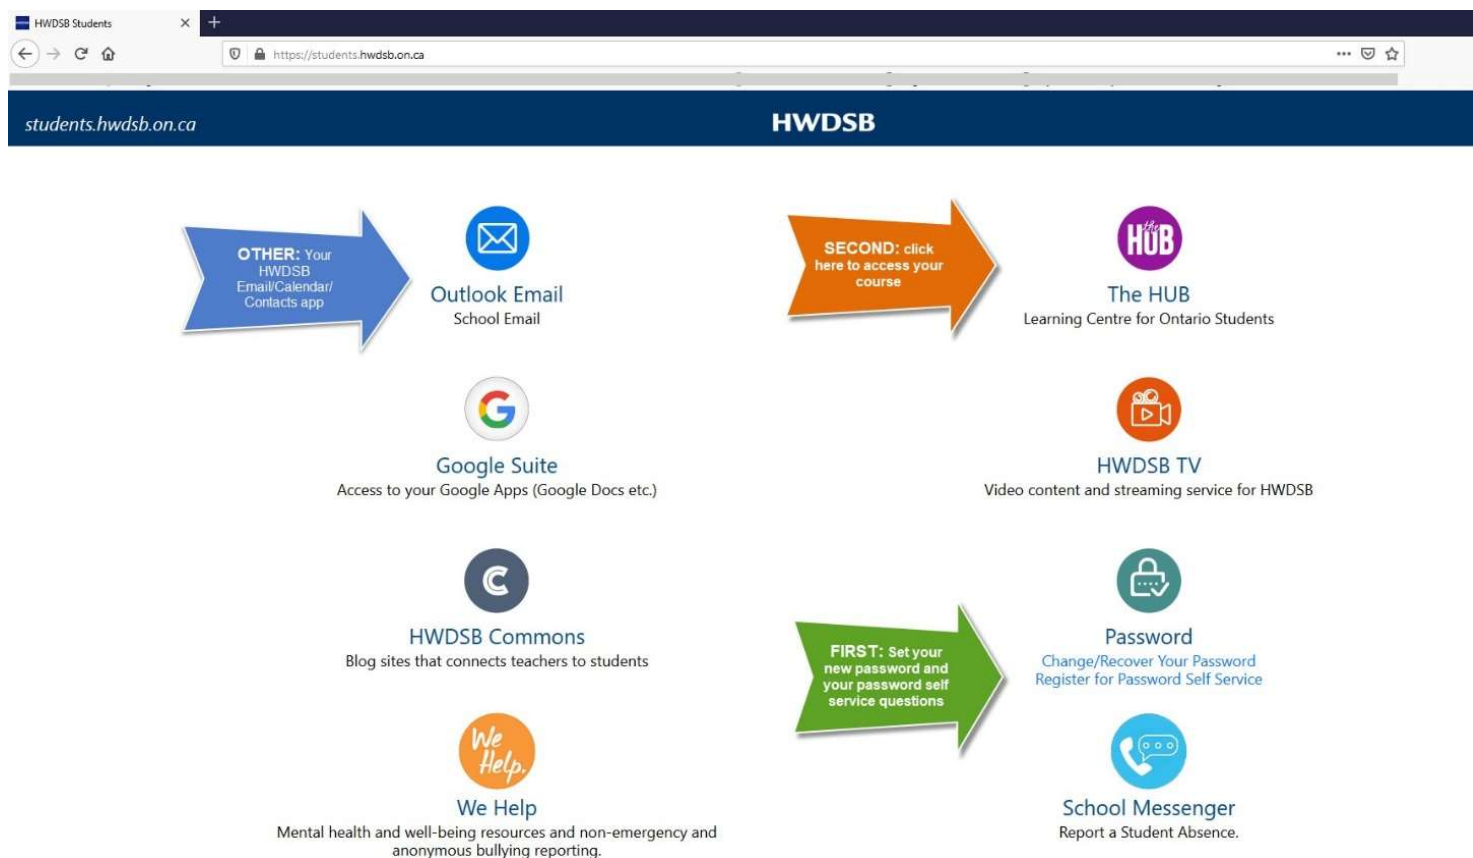 HWDSB Students
https://students.hwdsb.on.ca
students.hwdsb.on.ca
HWDSB
OTHER: Your
HWDSB
Email/Calendar/
Contacts app
Outlook Email
School Email
SECOND: click
here to access your
course
the HUB
The HUB
Learning Centre for Ontario Students
G
Google Suite
Access to your Google Apps (Google Docs etc.)
HWDSB TV
Video content and streaming service for HWDSB
C
HWDSB Commons
Blog sites that connects teachers to students
FIRST: Set your
new password and
your password self
service questions
Password
Change/Recover Your Password
Register for Password Self Service
We
Help.
We Help
Mental health and well-being resources and non-emergency and
anonymous bullying reporting.
School Messenger
Report a Student Absence.